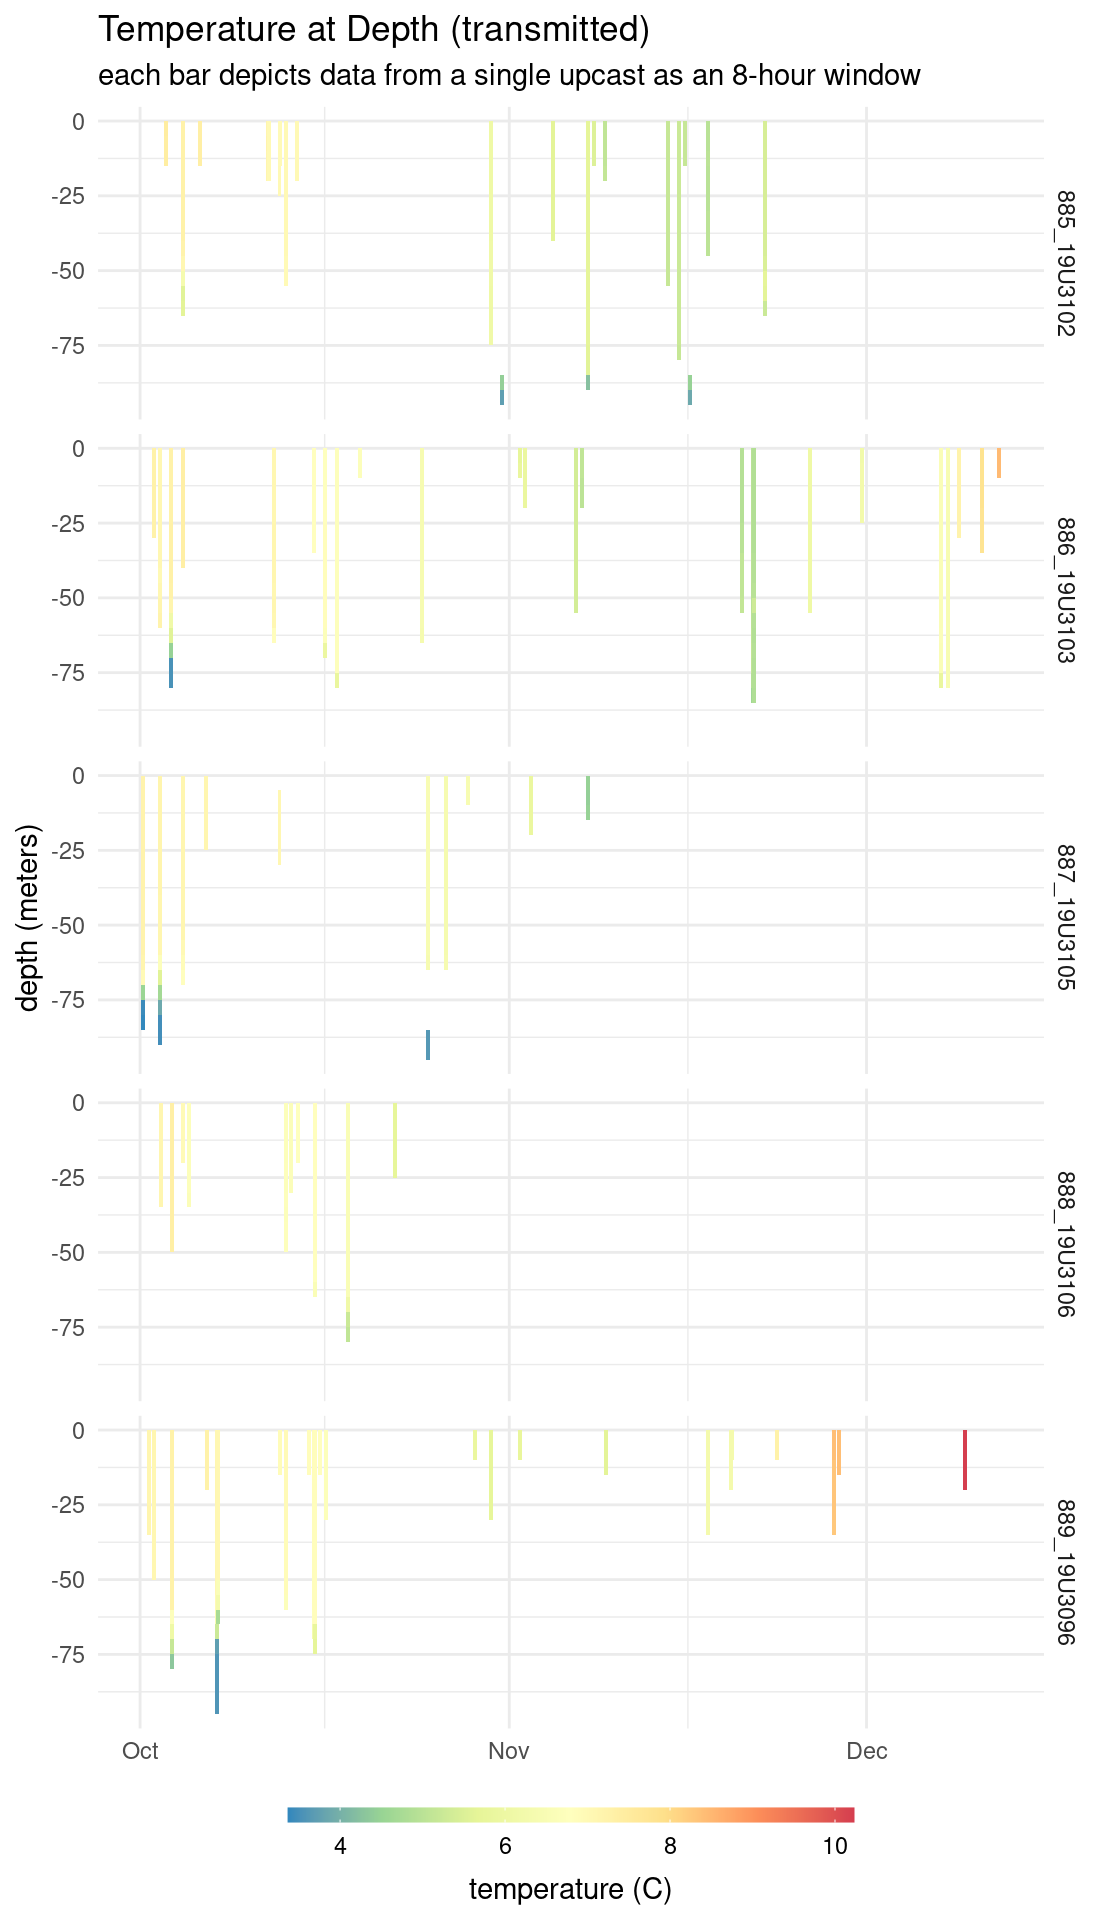 Temperature at Depth (transmitted)
each bar depicts data from a single upcast as an 8-hour window
0
-25
-50
-75
885_19U3102
0
-25
-50
-75
886_19U3103
0
-25
-50
-75
887_19U3105
0
-25
-50
-75
888_19U3106
0
-25
-50
-75
889_19U3096
depth (meters)
Oct Nov Dec
4 6 8 10
temperature (C)